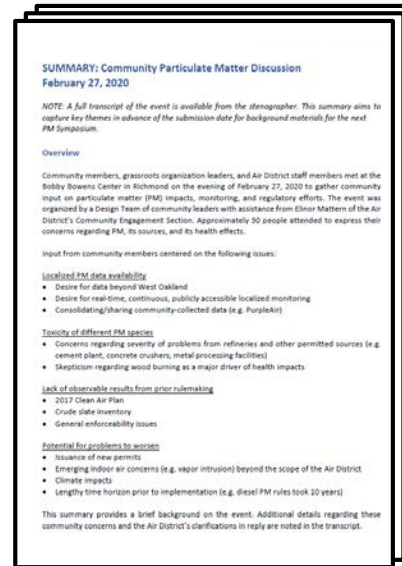 SUMMARY: Community Particulate Matter Discussion
February 27, 2020
NOTE: A full transcript of the event is available from the stenographer. This summary aims to
capture key themes in advance of the submission date for background materials for the next
PM Symposium.
Overview
Community members, grassroots organization leaders, and Air District staff members met at the
Bobby Bowens Center in Richmond on the evening of February 27, 2020 to gather community
input on particulate matter (PM) impacts, monitoring, and regulatory efforts. The event was
organized by a Design Team of community leaders with assistance from Elinor Mattern of the Air
District's Community Engagement Section. Approximately 30 people attended to express their
concerns regarding PM, its sources, and its health effects.
Input from community members centered on the following issues:
Localized PM data availability
• Desire for data beyond West Oakland
• Desire for real-time, continuous, publicly accessible localized monitoring
• Consolidating/sharing community-collected data (e.g. PurpleAir)
Toxicity of different PM species
• Concerns regarding severity of problems from refineries and other permitted sources (e.g.
cement plant, concrete crushers, metal processing facilities)
• Skepticism regarding wood burning as a major driver of health impacts
Lack of observable results from prior rulemaking
• 2017 Clean Air Plan
• Crude slate inventory
• General enforceability issues
Potential for problems to worsen
• Issuance of new permits
• Emerging indoor air concerns (e.g. vapor intrusion) beyond the scope of the Air District
• Climate impacts
• Lengthy time horizon prior to implementation (e.g. diesel PM rules took 10 years)
This summary provides a brief background on the event. Additional details regarding these
community concerns and the Air District's clarifications in reply are noted in the transcript.